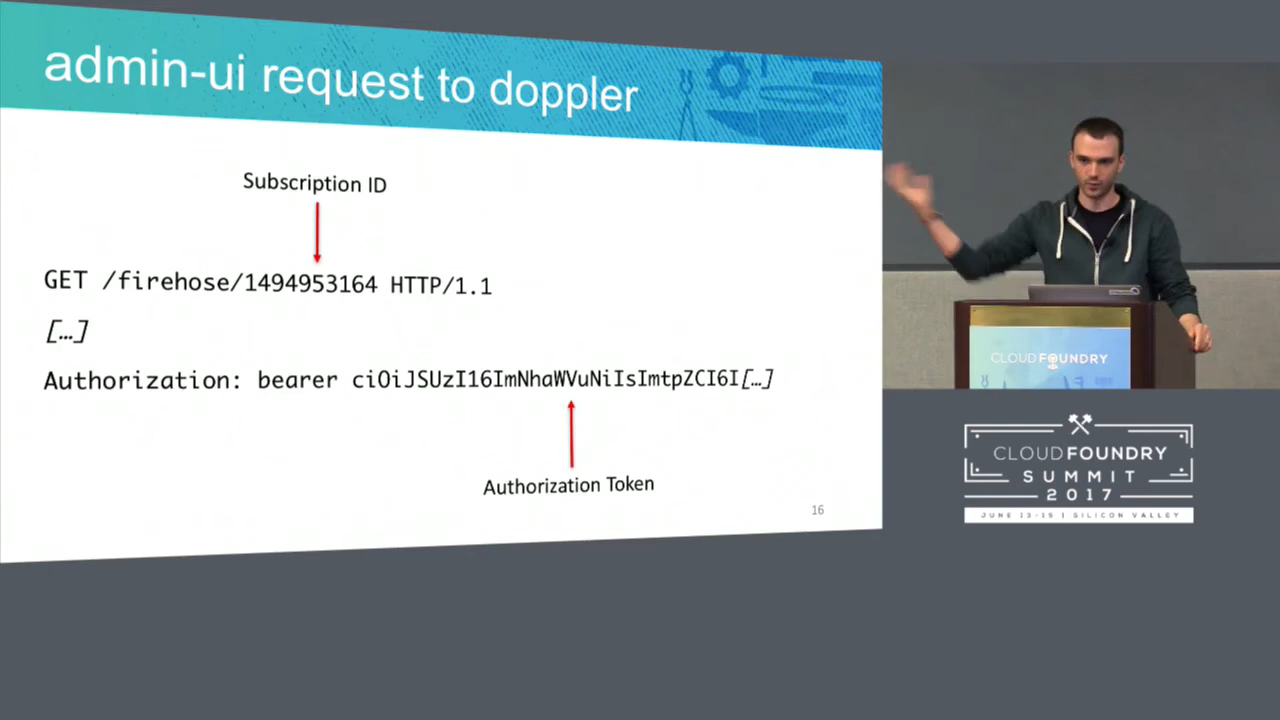 admin-ui request to doppler
Subscription ID
GET /firehose/1494953164 HTTP/1.1
[…]
Authorization: bearer ciOiJSUzI16ImNhaWVuNiIsImtpZCI6I[…]
Authorization Token
16
CLOUD FOUNDRY
CLOUD FOUNDRY
SUMMIT
2017
JUNE 13-15 | SILICON VALLEY